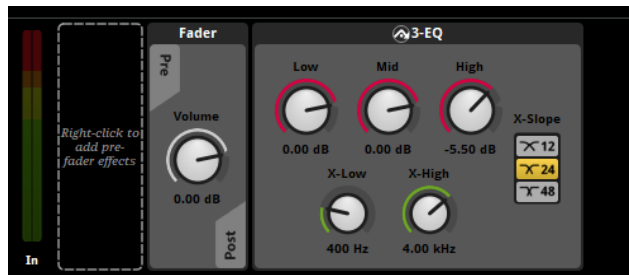 Fader
3-EQ
Pre
Low
Mid
High
Right-click to
add pre-
fader effects
Volume
X-Slope
0.00 dB
0.00 dB
-5.50 dB
12
24
48
X-Low
X-High
0.00 dB
Post
400 Hz
4.00 kHz
In